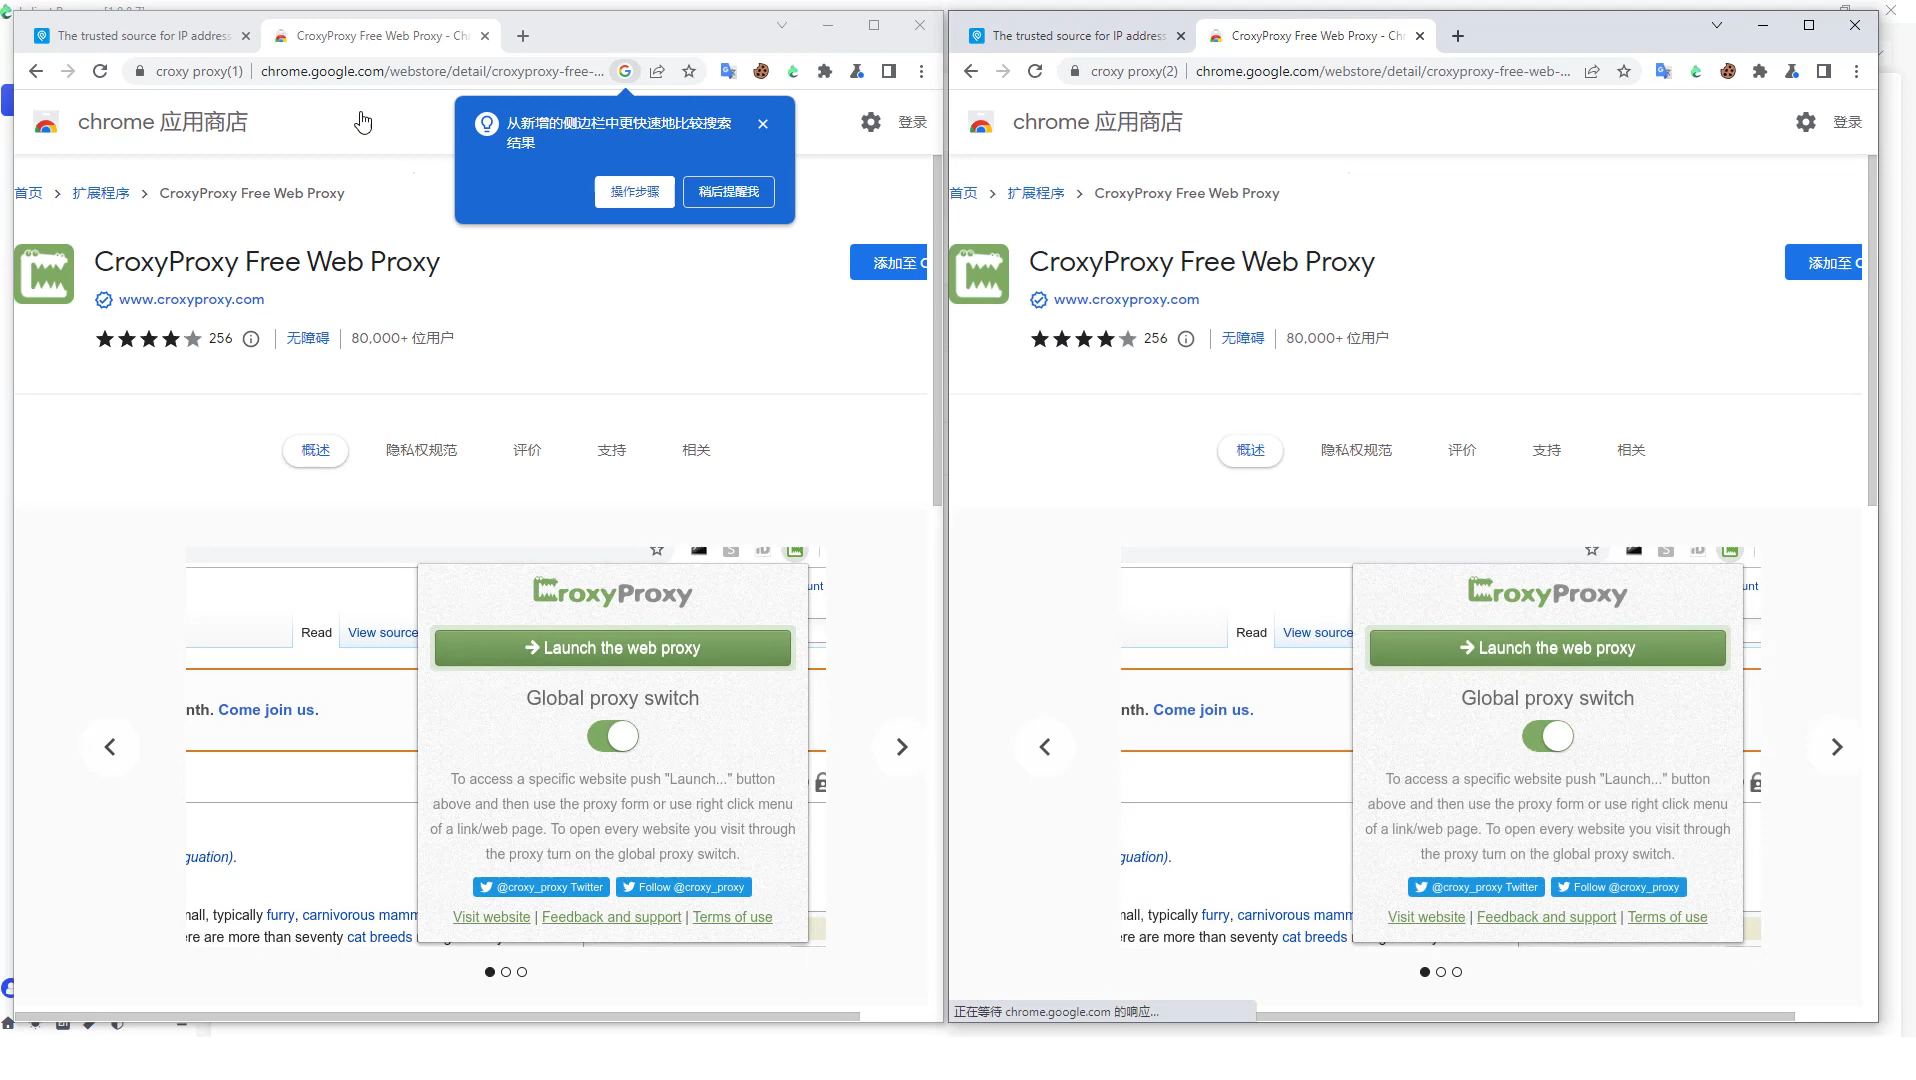 The trusted source for IP address
CroxyProxy Free Web Proxy - Chr
croxy proxy(1)
chrome.google.com/webstore/detail/croxyproxy-free-...
chrome 应用商店
登录
从新增的侧边栏中更快速地比较搜索
结果
操作步骤
稍后提醒我
首页 > 扩展程序 > CroxyProxy Free Web Proxy
CroxyProxy Free Web Proxy
添加至
www.croxyproxy.com
256
无障碍
80,000+ 位用户
概述
隐私权规范
评价
支持
相关
CroxyProxy
Read
View source
Launch the web proxy
Global proxy switch
nth. Come join us.
To access a specific website push "Launch..." button
above and then use the proxy form or use right click menu
of a link/web page. To open every website you visit through
the proxy turn on the global proxy switch.
guation).
@croxy_proxy Twitter
Follow @croxy_proxy
nall, typically furry, carnivorous mamm
Visit website | Feedback and support | Terms of use
ere are more than seventy cat breeds
The trusted source for IP address
CroxyProxy Free Web Proxy - Chr
croxy proxy(2)
chrome.google.com/webstore/detail/croxyproxy-free-web-...
chrome 应用商店
登录
首页 > 扩展程序 > CroxyProxy Free Web Proxy
CroxyProxy Free Web Proxy
添加至
www.croxyproxy.com
256
无障碍
80,000+ 位用户
概述
隐私权规范
评价
支持
相关
CroxyProxy
Read
View source
Launch the web proxy
Global proxy switch
nth. Come join us.
To access a specific website push "Launch..." button
above and then use the proxy form or use right click menu
of a link/web page. To open every website you visit through
the proxy turn on the global proxy switch.
guation).
@croxy_proxy Twitter
Follow @croxy_proxy
nall, typically furry, carnivorous mamm
Visit website | Feedback and support | Terms of use
ere are more than seventy cat breeds
正在等待 chrome.google.com 的响应...